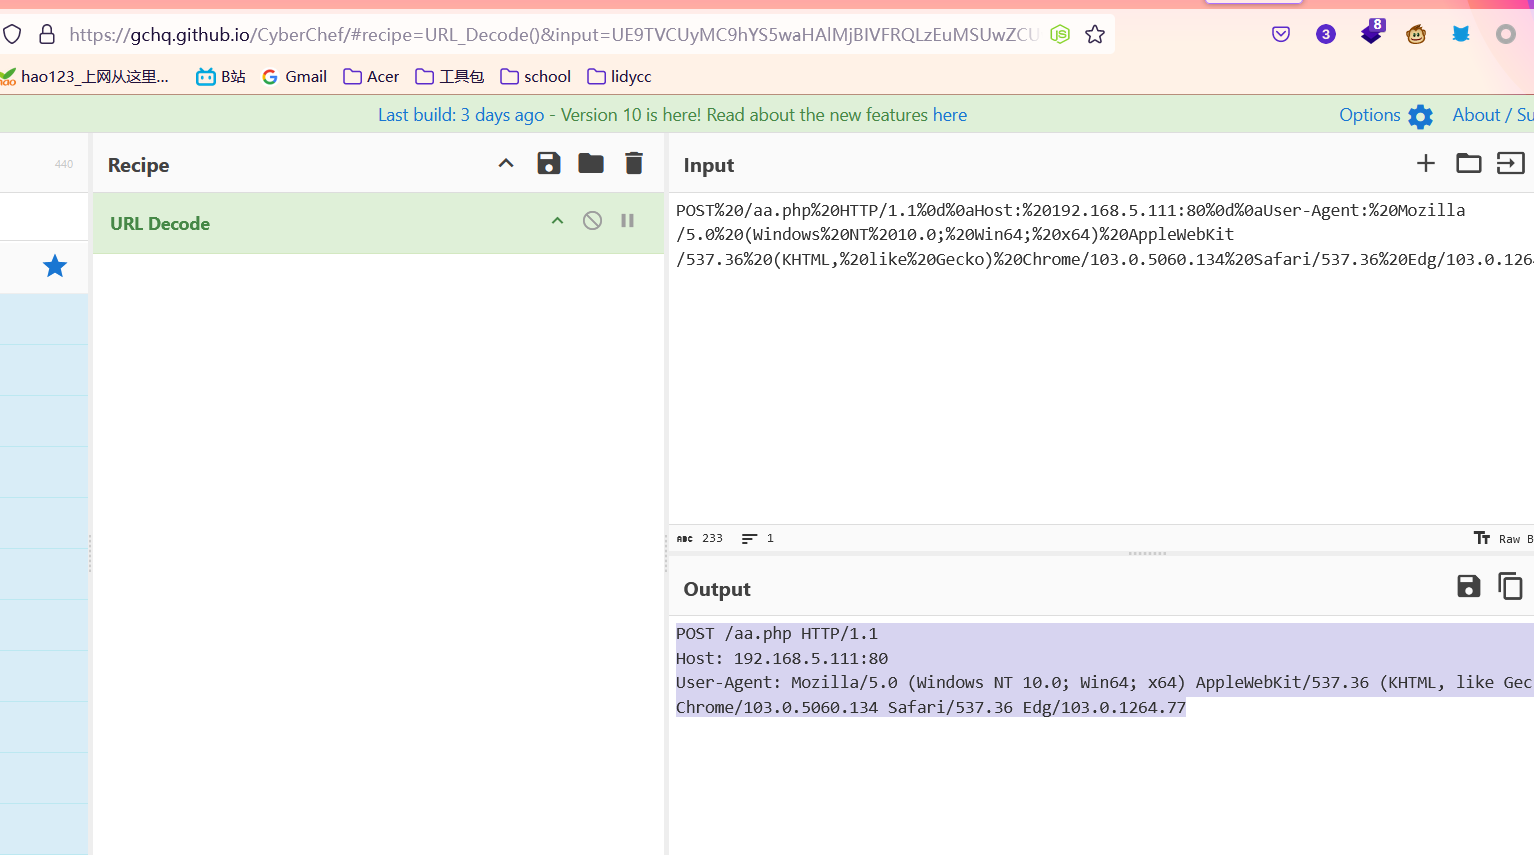 https://gchq.github.io/CyberChef/#recipe=URL_Decode()&input=UE9TVCUyMC9hYS5waHAlMjBIVFRQLzEuMSUwZCU
3
8
hao123_上网从这里...
B站
Gmail
Acer
工具包
school
lidycc
Last build: 3 days ago - Version 10 is here! Read about the new features here
Options
About / Su
440
Recipe
Input
URL Decode
POST%20/aa.php%20HTTP/1.1%0d%0aHost:%20192.168.5.111:80%0d%0aUser-Agent:%20Mozilla
/5.0%20(Windows%20NT%2010.0;%20Win64;%20x64)%20AppleWebKit
/537.36%20(KHTML,%20like%20Gecko)%20Chrome/103.0.5060.134%20Safari/537.36%20Edg/103.0.1264
ABC 233
1
Raw B
Output
POST /aa.php HTTP/1.1
Host: 192.168.5.111:80
User-Agent: Mozilla/5.0 (Windows NT 10.0; Win64; x64) AppleWebKit/537.36 (KHTML, like Gec
Chrome/103.0.5060.134 Safari/537.36 Edg/103.0.1264.77